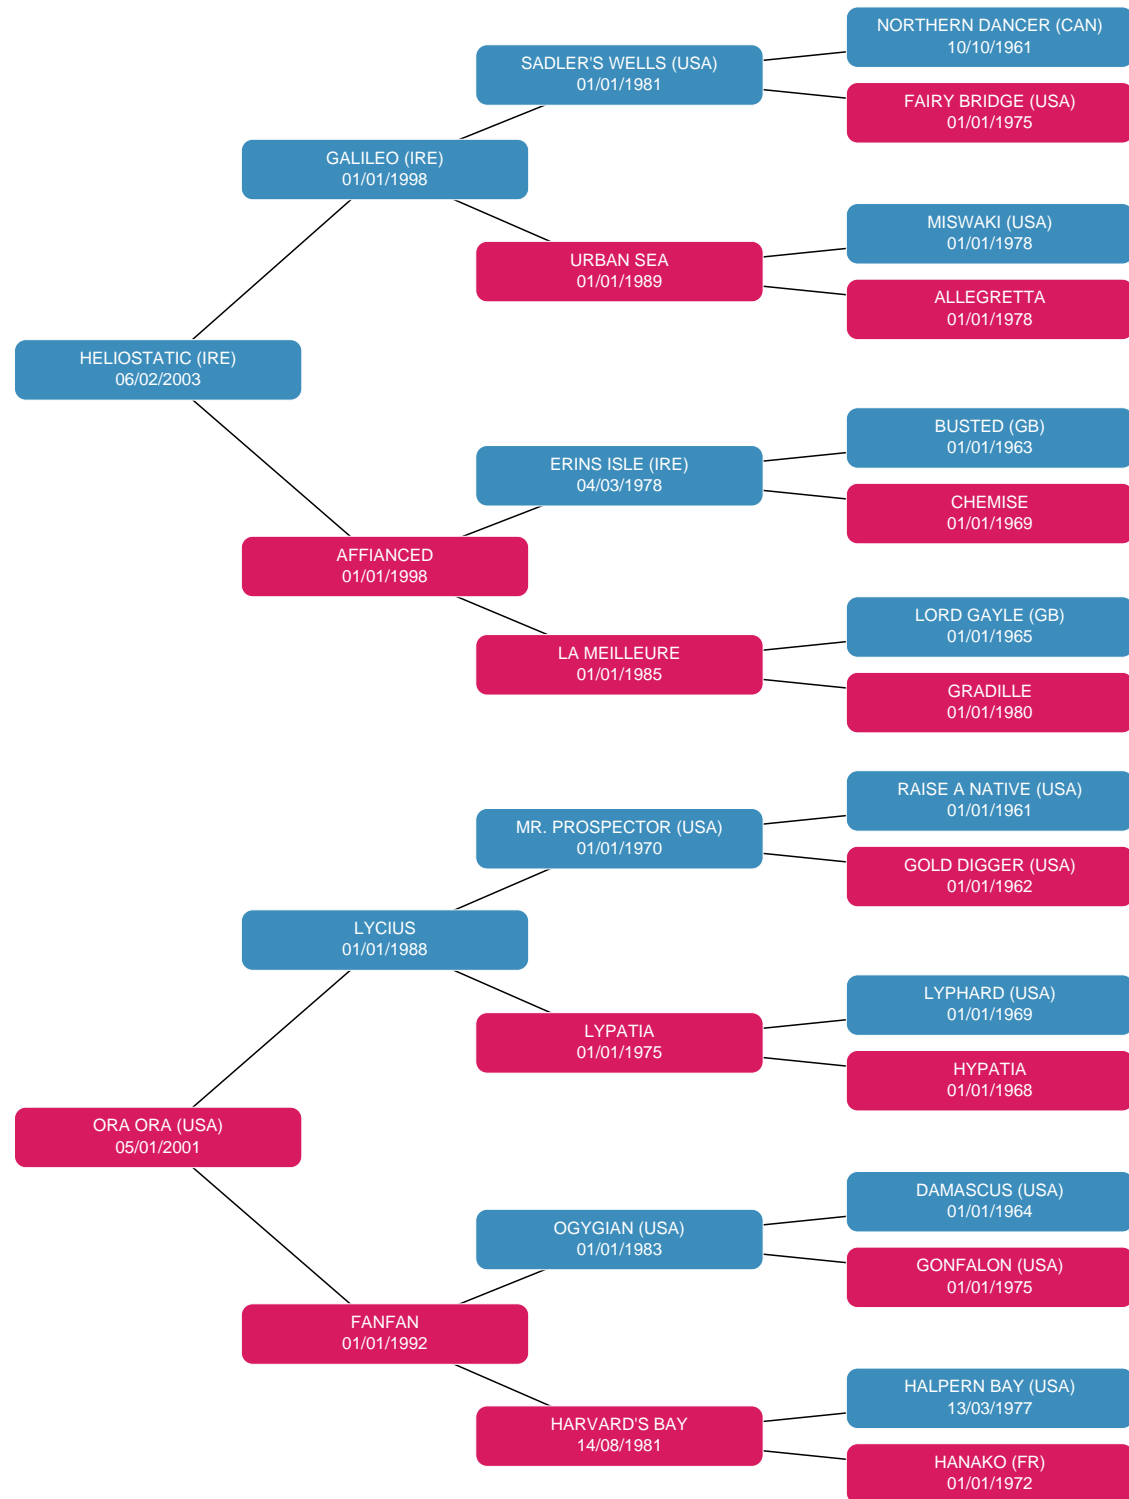 NORTHERN DANCER (CAN)
10/10/1961
SADLER'S WELLS (USA)
01/01/1981
FAIRY BRIDGE (USA)
01/01/1975
GALILEO (IRE)
01/01/1998
MISWAKI (USA)
01/01/1978
URBAN SEA
01/01/1989
ALLEGRETTA
01/01/1978
HELIOSTATIC (IRE)
06/02/2003
BUSTED (GB)
01/01/1963
ERINS ISLE (IRE)
04/03/1978
CHEMISE
01/01/1969
AFFIANCED
01/01/1998
LORD GAYLE (GB)
01/01/1965
LA MEILLEURE
01/01/1985
GRADILLE
01/01/1980
RAISE A NATIVE (USA)
01/01/1961
MR. PROSPECTOR (USA)
01/01/1970
GOLD DIGGER (USA)
01/01/1962
LYCIUS
01/01/1988
LYPHARD (USA)
01/01/1969
LYPATIA
01/01/1975
HYPATIA
01/01/1968
ORA ORA (USA)
05/01/2001
DAMASCUS (USA)
01/01/1964
OGYGIAN (USA)
01/01/1983
GONFALON (USA)
01/01/1975
FANFAN
01/01/1992
HALPERN BAY (USA)
13/03/1977
HARVARD'S BAY
14/08/1981
HANAKO (FR)
01/01/1972